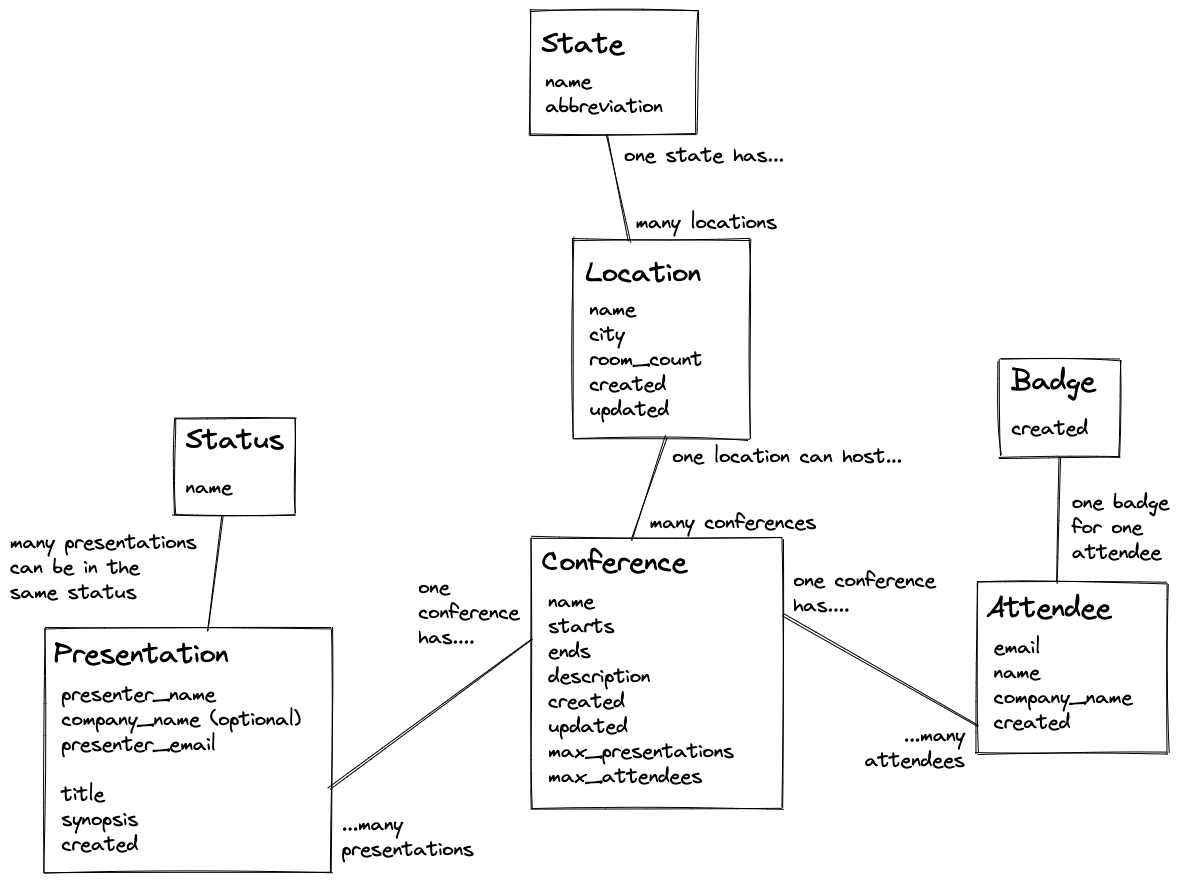 State
name
abbreviation
one state has...
many locations
Location
name
city
room_count
created
updated
one location can host...
many conferences
Badge
created
one badge
for one
attendee
Status
name
many presentations
can be in the
same status
Presentation
presenter_name
company_name (optional)
presenter_email
title
synopsis
created
one
conference
has....
...many
presentations
Conference
name
starts
ends
description
created
updated
max_presentations
max_attendees
one conference
has....
...many
attendees
Attendee
email
name
company_name
created